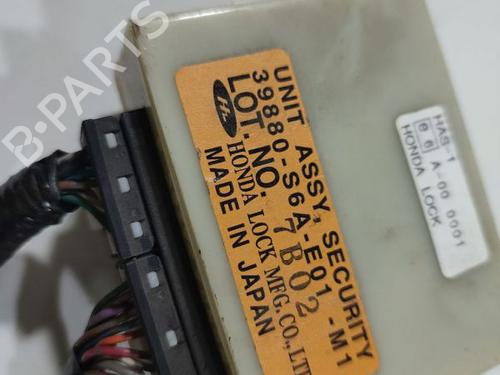 UNIT ASSY, SECURITY
39880-S6A-E01-M1
LOT. NO. 7B02
HONDA LOCK MFG.CO.,LTD
MADE IN JAPAN
HAS-1
e6 A-00 0001
HONDA LOCK
B-PARTS